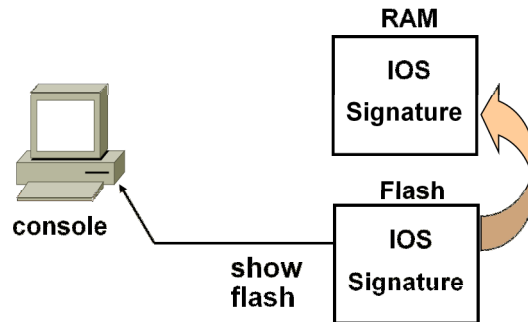 RAM
IOS
Signature
console
Flash
IOS
Signature
show
flash